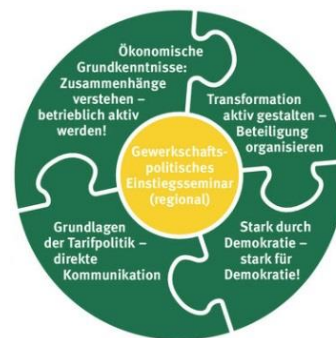 Ökonomische
Grundkenntnisse:
Zusammenhänge
verstehen –
betrieblich aktiv
werden!
Transformation
aktiv gestalten –
Beteiligung
organisieren
Gewerkschafts-
politisches
Einstiegsseminar
(regional)
Grundlagen
der Tarifpolitik –
direkte
Kommunikation
Stark durch
Demokratie –
stark für
Demokratie!